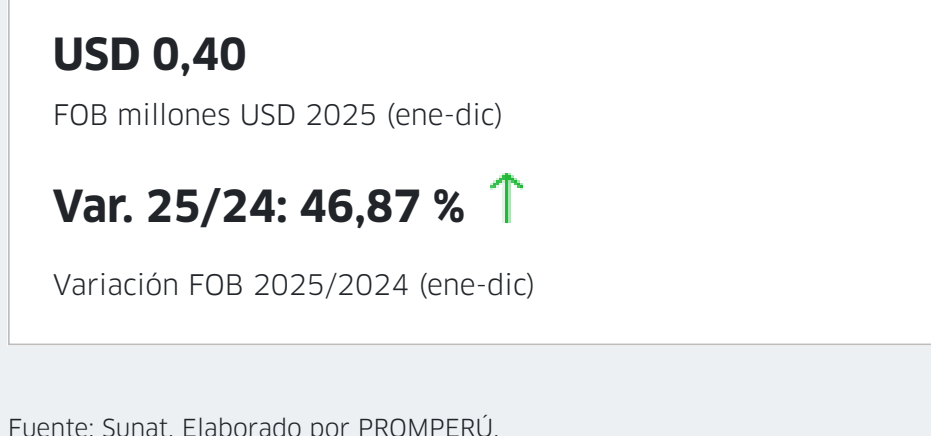 USD 0,40
FOB millones USD 2025 (ene-dic)
Var. 25/24: 46,87 %
Variación FOB 2025/2024 (ene-dic)
Fuente: Sunat. Elaborado por PROMPERÚ.